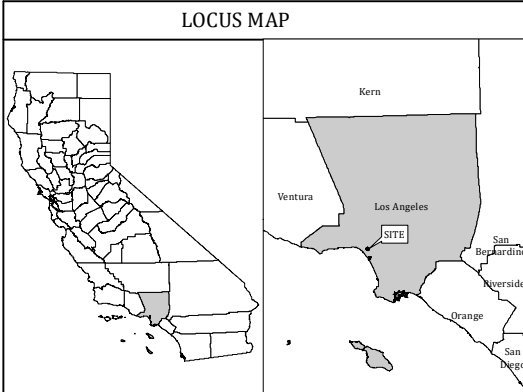 LOCUS MAP
Kern
Ventura
Los Angeles
SITE
San
Bernardino
Riverside
Orange
San
Diego